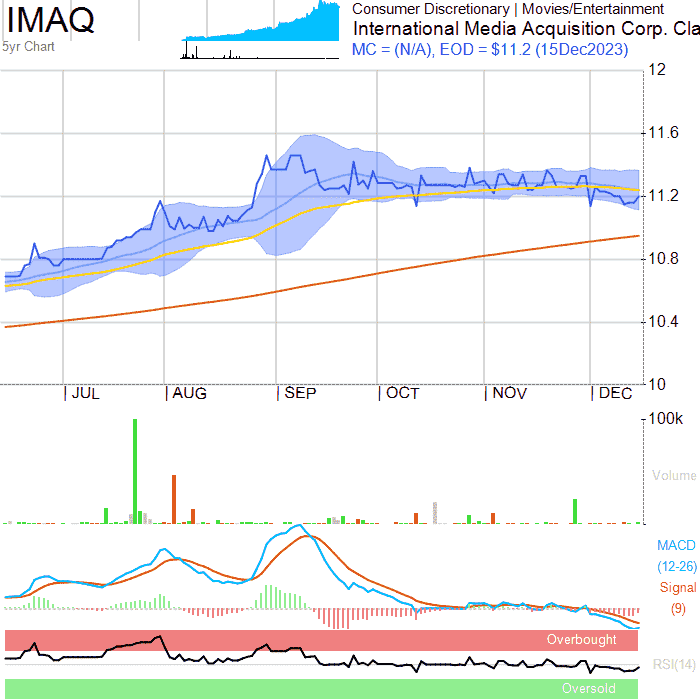 IMAQ
5yr Chart
Consumer Discretionary | Movies/Entertainment
International Media Acquisition Corp. Cla
MC = (N/A), EOD = $11.2 (15Dec2023)
12
11.6
11.2
10.8
10.4
10
JUL AUG SEP OCT NOV DEC
100k
Volume
MACD
(12-26)
Signal
(9)
Overbought
RSI(14)
Oversold